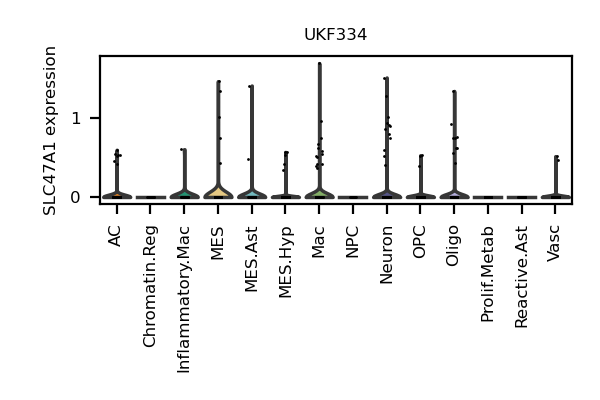 UKF334
SLC47A1 expression
1
0
AC
Chromatin.Reg
Inflammatory.Mac
MES
MES.Ast
MES.Hyp
Mac
NPC
Neuron
OPC
Oligo
Prolif.Metab
Reactive.Ast
Vasc